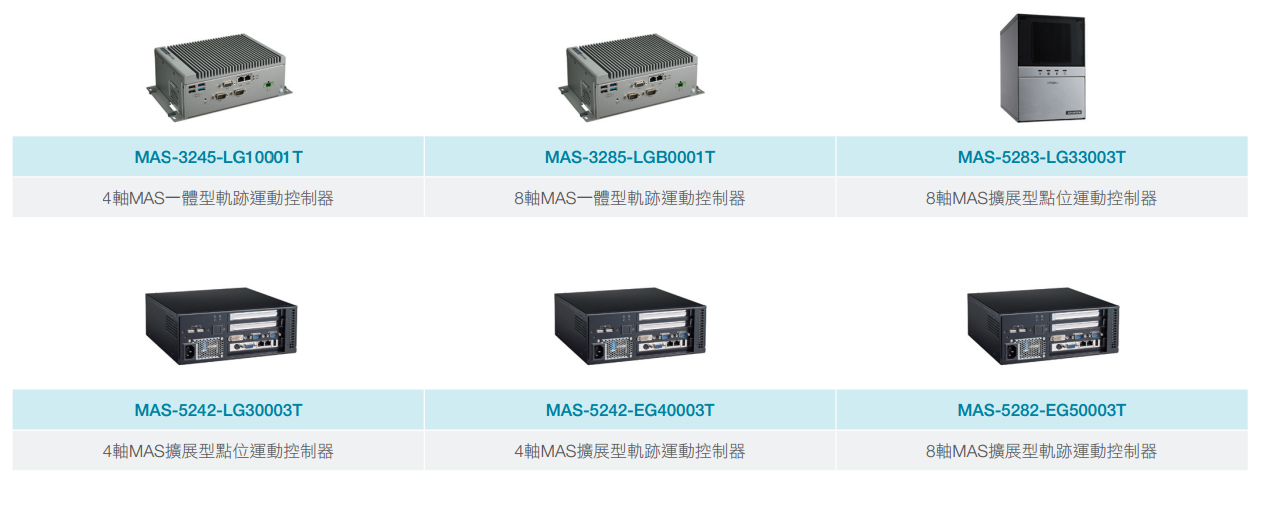 MAS-3245-LG10001T
MAS-3285-LGB0001T
MAS-5283-LG33003T
4軸MAS一體型軌跡運動控制器
8軸MAS一體型軌跡運動控制器
8軸MAS擴展型點位運動控制器
MAS-5242-LG30003T
MAS-5242-EG40003T
MAS-5282-EG50003T
4軸MAS擴展型點位運動控制器
4軸MAS擴展型軌跡運動控制器
8軸MAS擴展型軌跡運動控制器